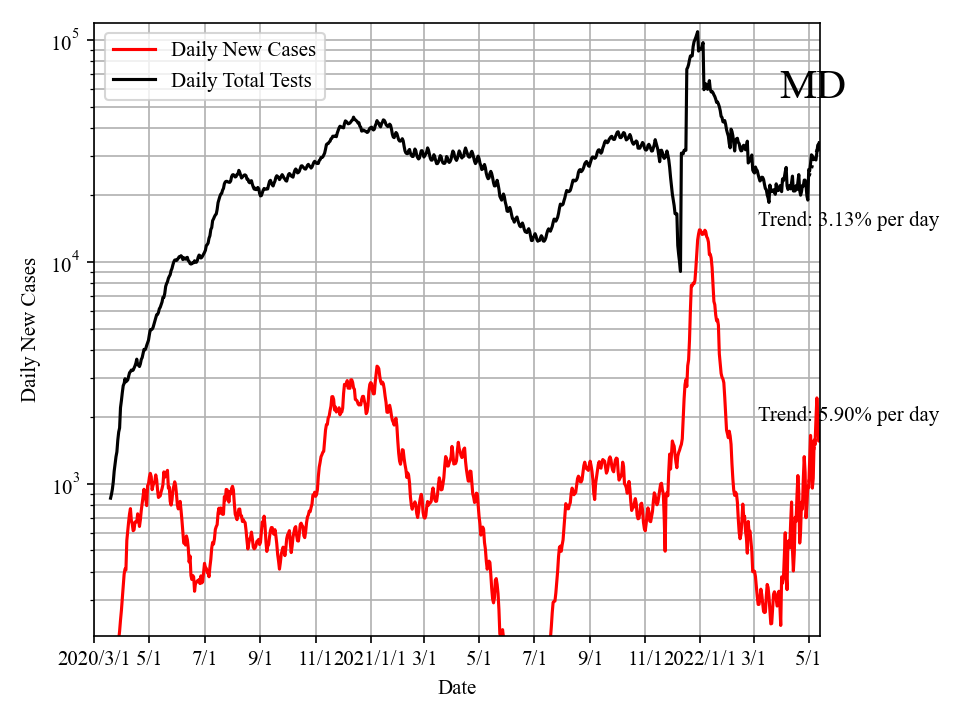 Daily New Cases
Daily Total Tests
MD
10^5
10^4
10^3
Trend: 3.13% per day
Trend: 5.90% per day
Daily New Cases
2020/3/1 5/1 7/1 9/1 11/1 2021/1/1 3/1 5/1 7/1 9/1 11/1 2022/1/1 3/1 5/1
Date